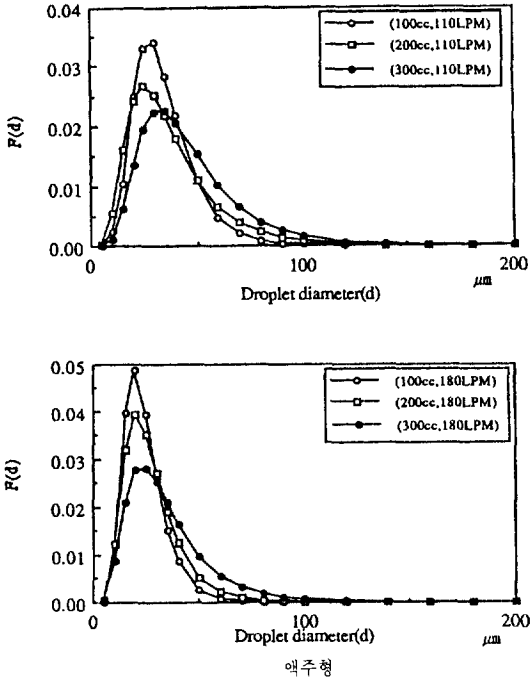 0.04
(100cc,110LPM)
(200cc,110LPM)
(300cc,110LPM)
0.03
F(d)
0.02
0.01
0.00
0
100
200
μm
Droplet diameter(d)
0.05
(100cc,180LPM)
(200cc,180LPM)
(300cc,180LPM)
0.04
0.03
F(d)
0.02
0.01
0.00
0
100
200
Droplet diameter(d)
μm
액주형